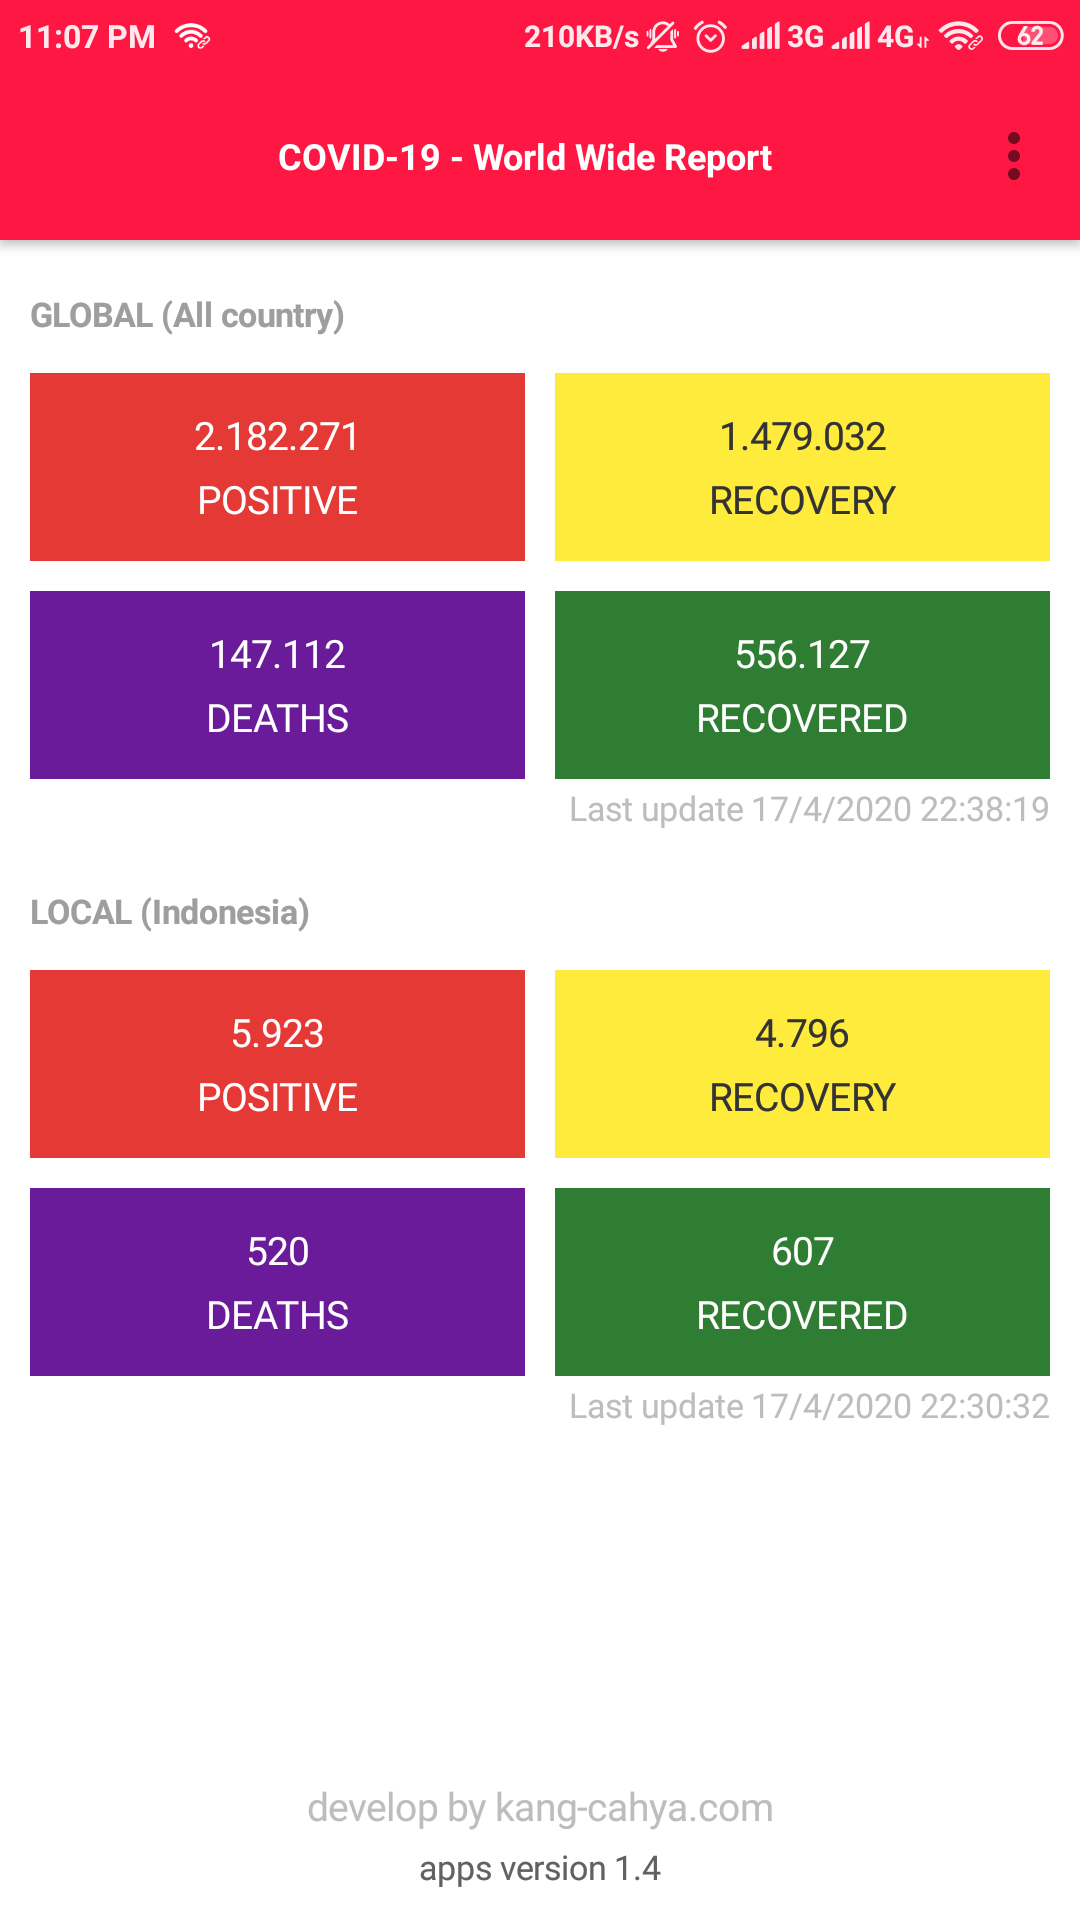 11:07 PM 210KB/s 3G 4G 62
COVID-19 - World Wide Report
GLOBAL (All country)
2.182.271 1.479.032
POSITIVE RECOVERY
147.112 556.127
DEATHS RECOVERED
Last update 17/4/2020 22:38:19
LOCAL (Indonesia)
5.923 4.796
POSITIVE RECOVERY
520 607
DEATHS RECOVERED
Last update 17/4/2020 22:30:32
develop by kang-cahya.com
apps version 1.4